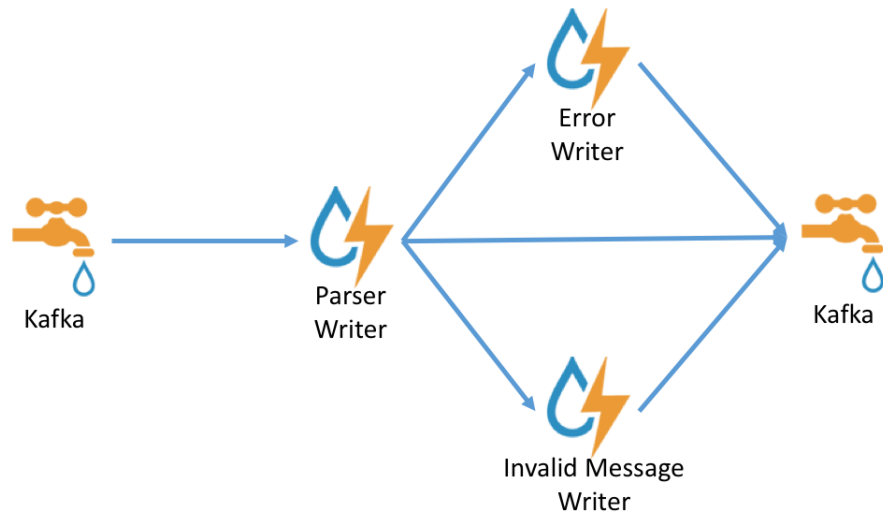 Error
Writer
Kafka
Parser
Writer
Kafka
Invalid Message
Writer